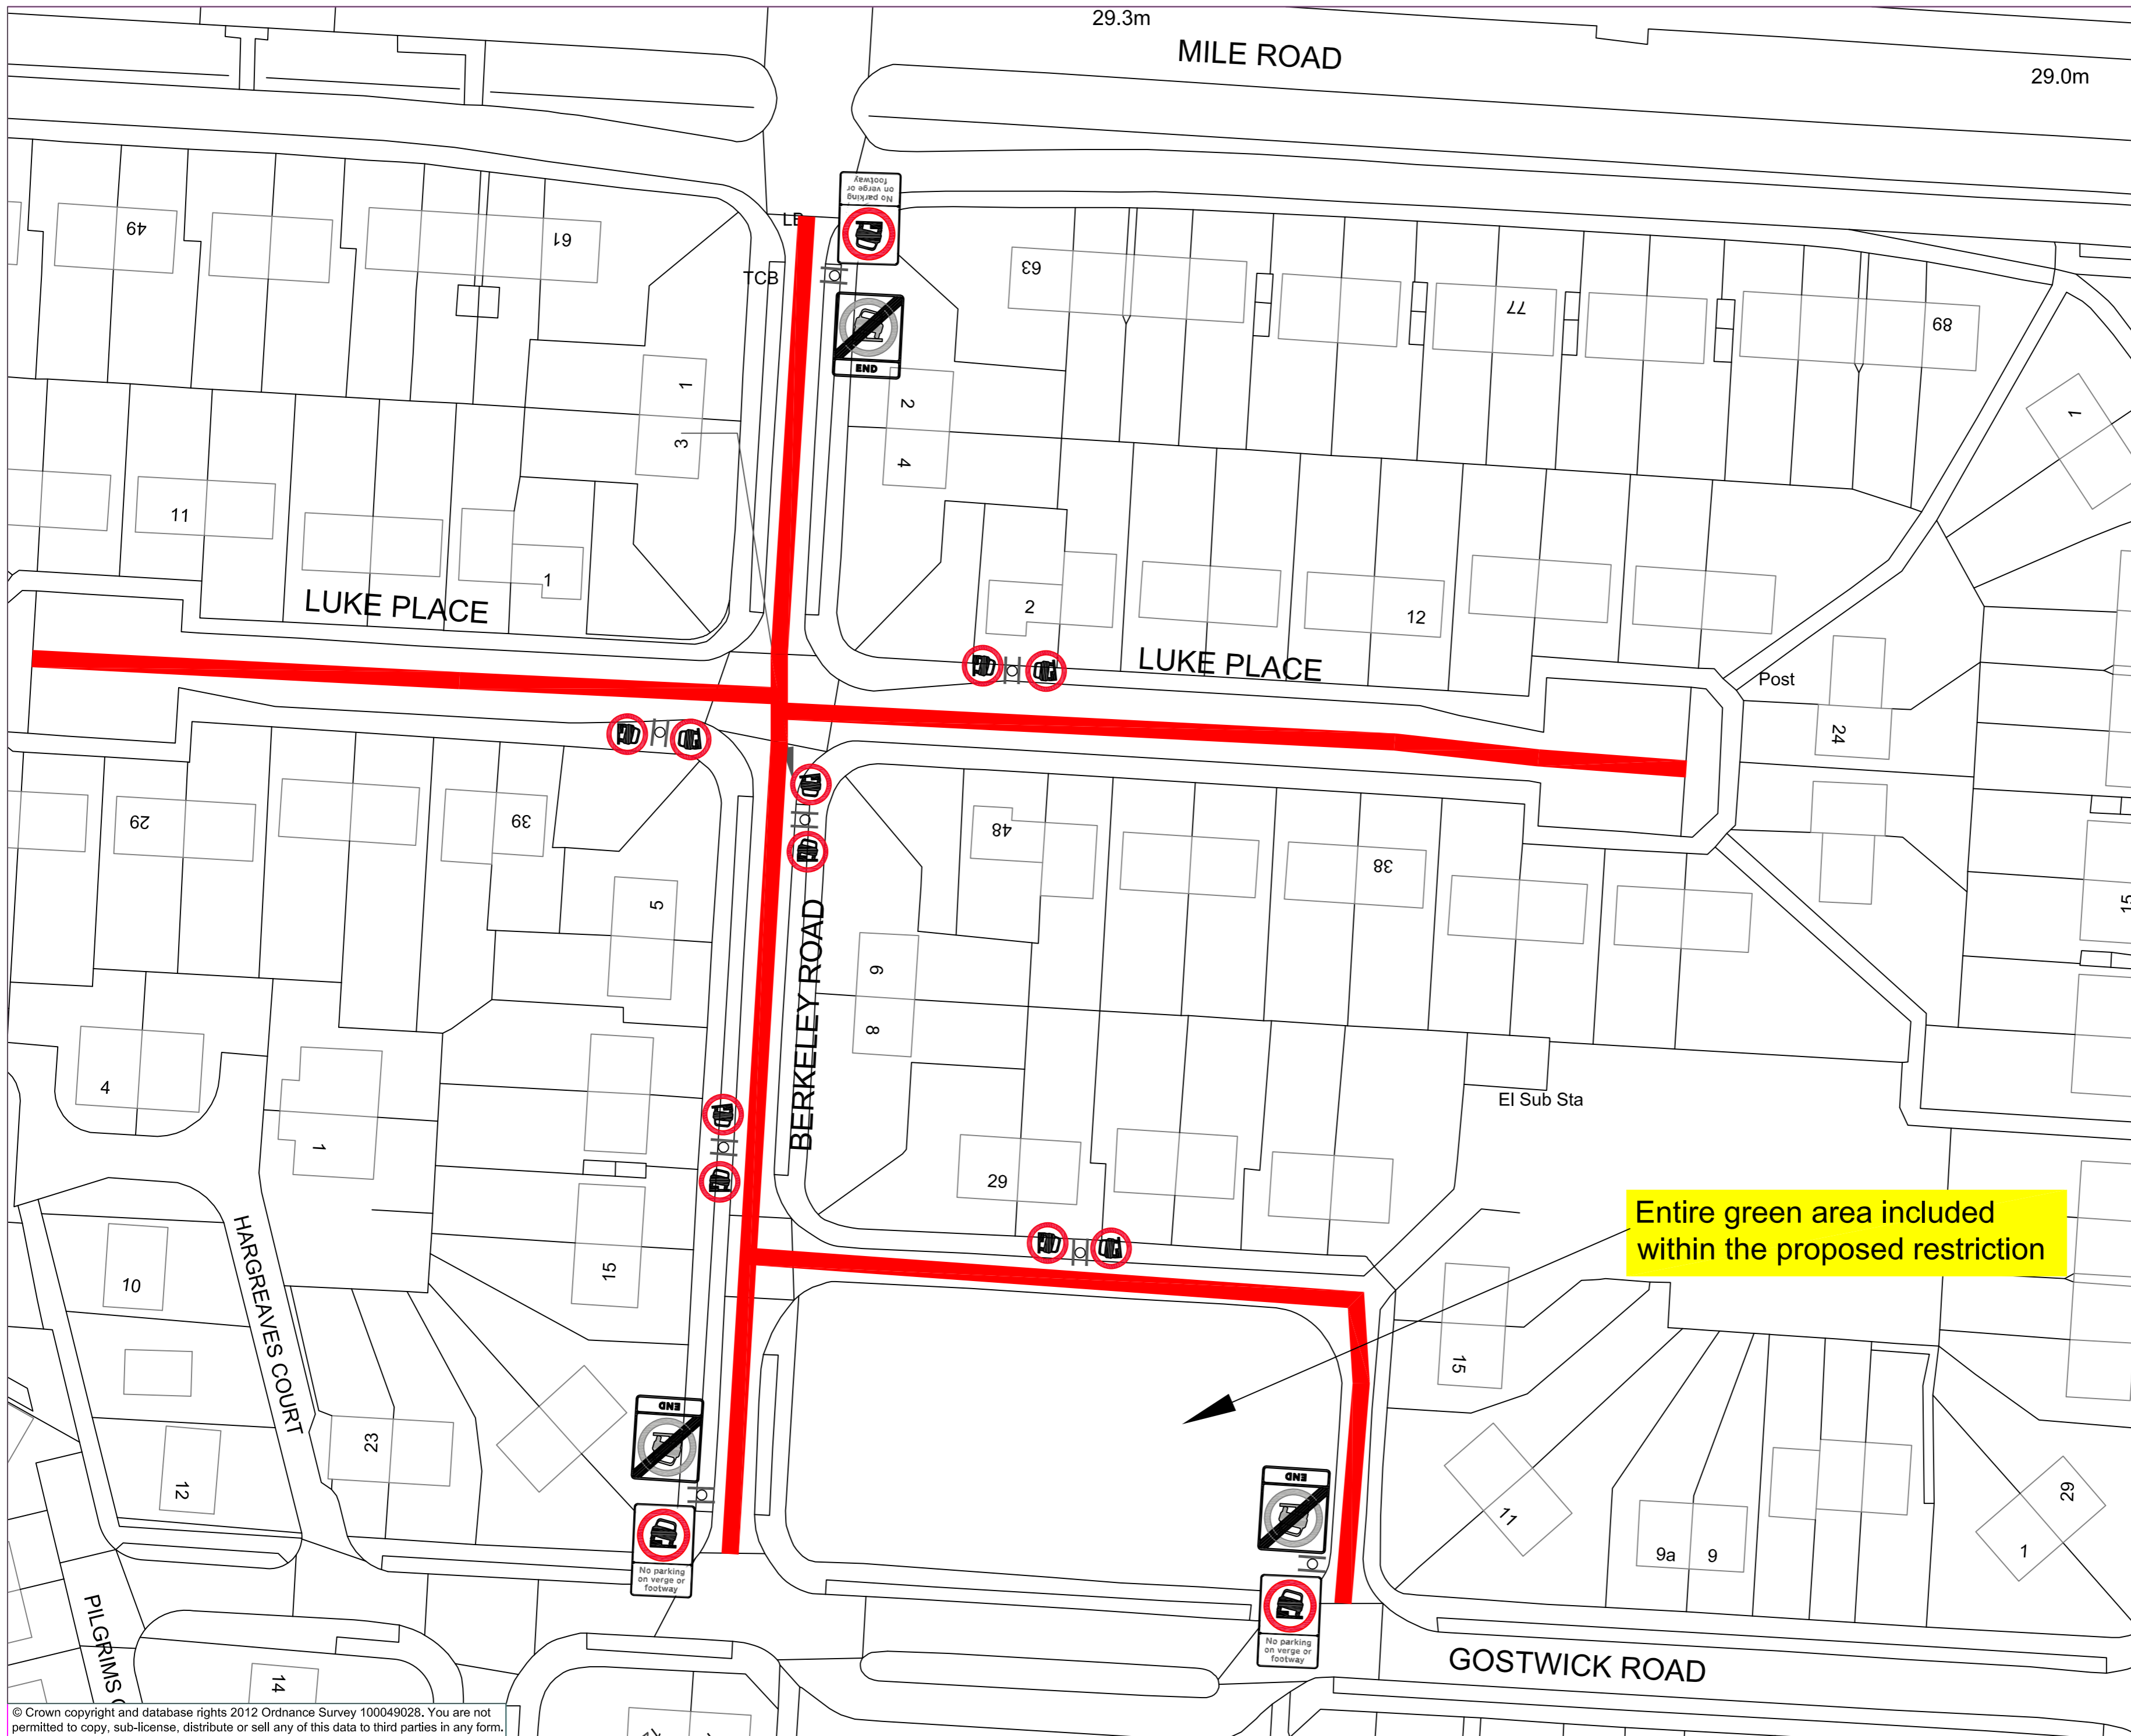 29.3m
MILE ROAD
29.0m
No parking
on verge or
footway
LB
49
61
TCB
63
77
89
END
1
2
1
3
4
11
1
LUKE PLACE
2
12
LUKE PLACE
Post
24
29
39
48
38
5
15
BERKELEY ROAD
6
8
4
1
El Sub Sta
29
Entire green area included
within the proposed restriction
HARGREAVES COURT
10
15
15
END
23
12
END
11
29
9a
9
1
No parking
on verge or
footway
PILGRIMS
No parking
on verge or
footway
GOSTWICK ROAD
14
© Crown copyright and database rights 2012 Ordnance Survey 100049028. You are not
permitted to copy, sub-license, distribute or sell any of this data to third parties in any form.